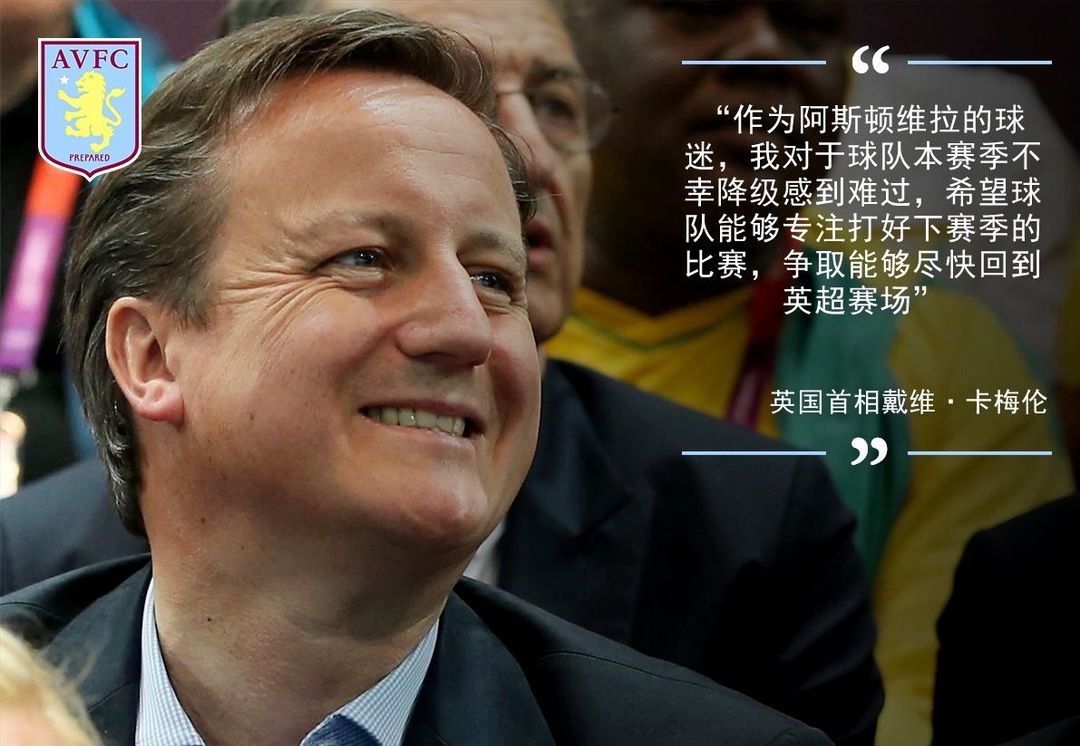 AVFC
PREPARED
“作为阿斯顿维拉的球
迷，我对于球队本赛季不
幸降级感到难过，希望球
队能够专注打好下赛季的
比赛，争取能够尽快回到
英超赛场”
英国首相戴维·卡梅伦